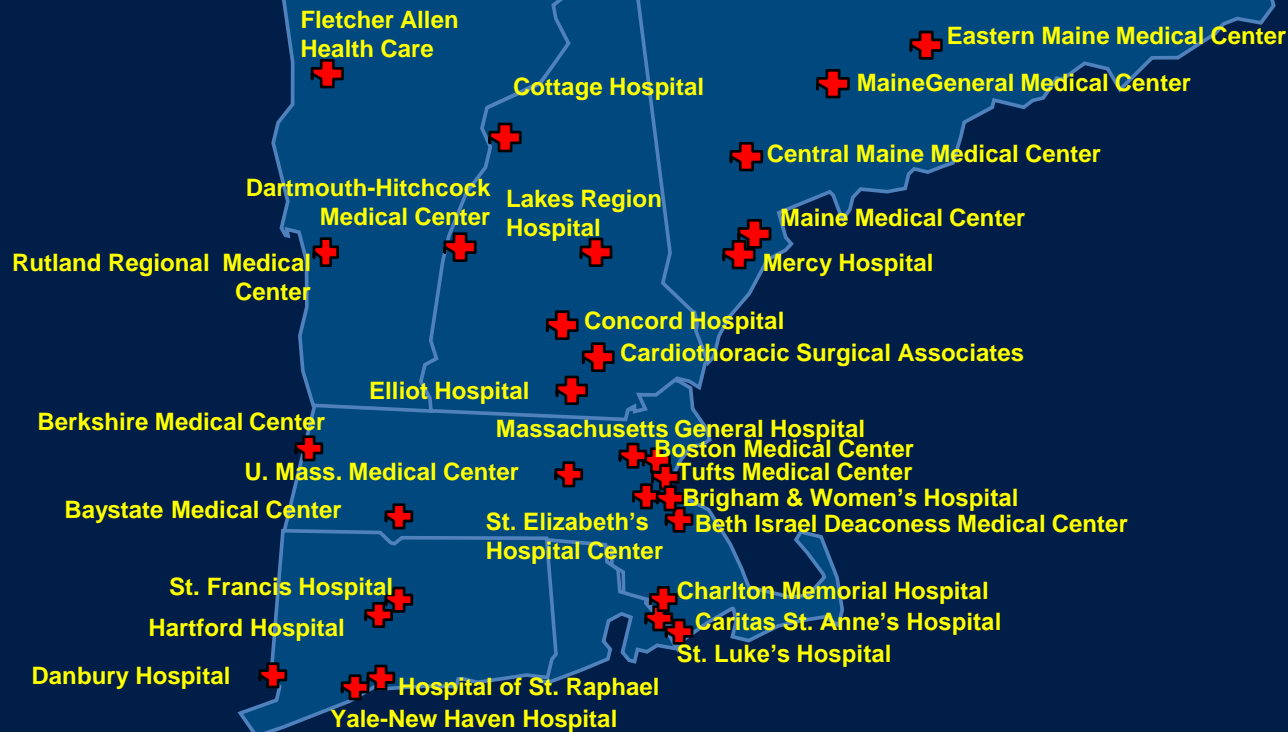 Fletcher Allen
Health Care
Eastern Maine Medical Center
MaineGeneral Medical Center
Cottage Hospital
Central Maine Medical Center
Dartmouth-Hitchcock
Medical Center
Lakes Region
Hospital
Maine Medical Center
Rutland Regional  Medical
Center
Mercy Hospital
Concord Hospital
Cardiothoracic Surgical Associates
Elliot Hospital
Berkshire Medical Center
Massachusetts General Hospital
Boston Medical Center
U. Mass. Medical Center
Tufts Medical Center
Brigham & Women’s Hospital
Baystate Medical Center
St. Elizabeth’s
Hospital Center
Beth Israel Deaconess Medical Center
St. Francis Hospital
Charlton Memorial Hospital
Hartford Hospital
Caritas St. Anne’s Hospital
St. Luke’s Hospital
Danbury Hospital
Hospital of St. Raphael
Yale-New Haven Hospital